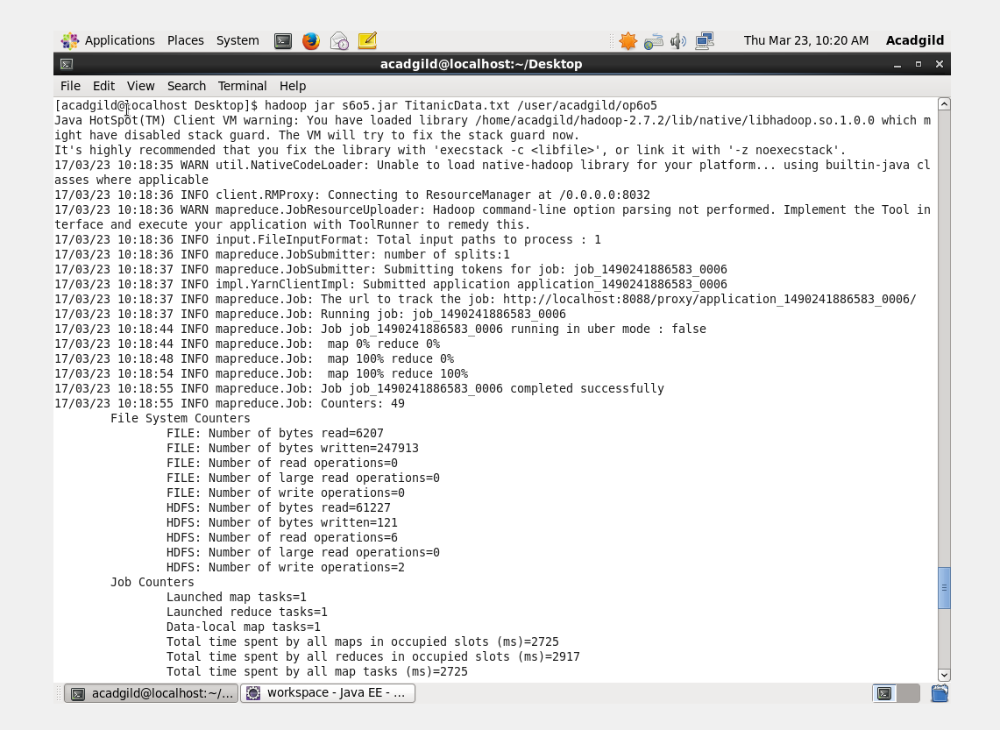 Applications Places System Thu Mar 23, 10:20 AM Acadgild
acadgild@localhost:~/Desktop
File Edit View Search Terminal Help
[acadgild@localhost Desktop]$ hadoop jar s6o5.jar TitanicData.txt /user/acadgild/op6o5
Java HotSpot(TM) Client VM warning: You have loaded library /home/acadgild/hadoop-2.7.2/lib/native/libhadoop.so.1.0.0 which m
ight have disabled stack guard. The VM will try to fix the stack guard now.
It's highly recommended that you fix the library with 'execstack -c <libfile>', or link it with '-z noexecstack'.
17/03/23 10:18:35 WARN util.NativeCodeLoader: Unable to load native-hadoop library for your platform... using builtin-java cl
asses where applicable
17/03/23 10:18:36 INFO client.RMProxy: Connecting to ResourceManager at /0.0.0.0:8032
17/03/23 10:18:36 WARN mapreduce.JobResourceUploader: Hadoop command-line option parsing not performed. Implement the Tool in
terface and execute your application with ToolRunner to remedy this.
17/03/23 10:18:36 INFO input.FileInputFormat: Total input paths to process : 1
17/03/23 10:18:36 INFO mapreduce.JobSubmitter: number of splits:1
17/03/23 10:18:37 INFO mapreduce.JobSubmitter: Submitting tokens for job: job_1490241886583_0006
17/03/23 10:18:37 INFO impl.YarnClientImpl: Submitted application application_1490241886583_0006
17/03/23 10:18:37 INFO mapreduce.Job: The url to track the job: http://localhost:8088/proxy/application_1490241886583_0006/
17/03/23 10:18:37 INFO mapreduce.Job: Running job: job_1490241886583_0006
17/03/23 10:18:44 INFO mapreduce.Job: Job job_1490241886583_0006 running in uber mode : false
17/03/23 10:18:44 INFO mapreduce.Job:  map 0% reduce 0%
17/03/23 10:18:48 INFO mapreduce.Job:  map 100% reduce 0%
17/03/23 10:18:54 INFO mapreduce.Job:  map 100% reduce 100%
17/03/23 10:18:55 INFO mapreduce.Job: Job job_1490241886583_0006 completed successfully
17/03/23 10:18:55 INFO mapreduce.Job: Counters: 49
File System Counters
FILE: Number of bytes read=6207
FILE: Number of bytes written=247913
FILE: Number of read operations=0
FILE: Number of large read operations=0
FILE: Number of write operations=0
HDFS: Number of bytes read=61227
HDFS: Number of bytes written=121
HDFS: Number of read operations=6
HDFS: Number of large read operations=0
HDFS: Number of write operations=2
Job Counters
Launched map tasks=1
Launched reduce tasks=1
Data-local map tasks=1
Total time spent by all maps in occupied slots (ms)=2725
Total time spent by all reduces in occupied slots (ms)=2917
Total time spent by all map tasks (ms)=2725
acadgild@localhost:~/... workspace - Java EE - ...